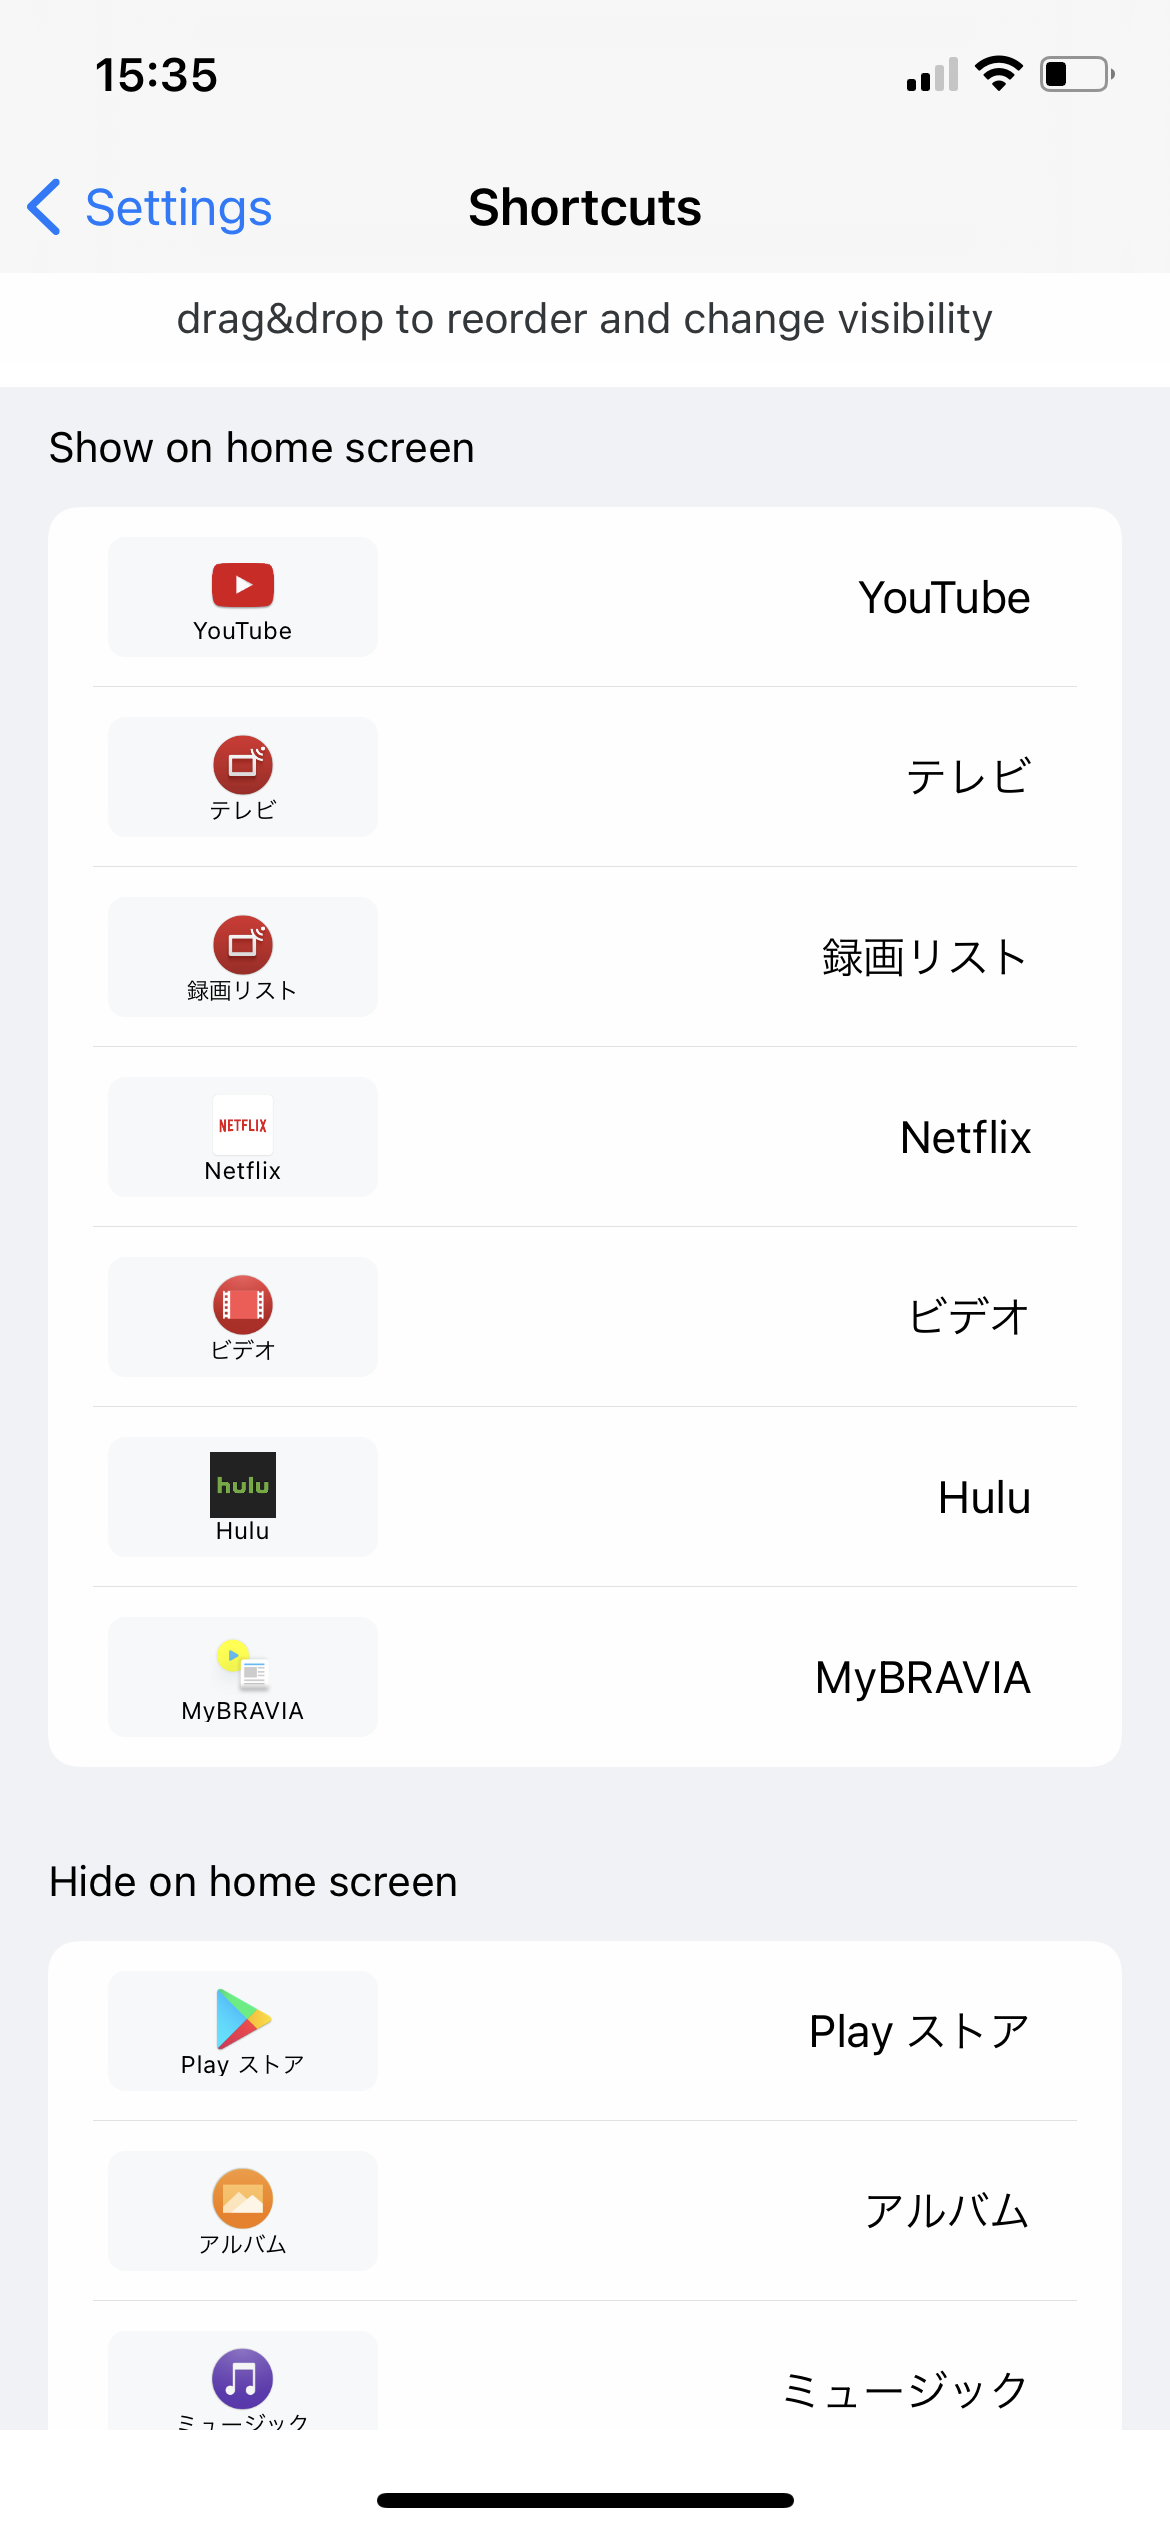 15:35
Settings
Shortcuts
drag&drop to reorder and change visibility
Show on home screen
YouTube
YouTube
テレビ
テレビ
録画リスト
録画リスト
NETFLIX
Netflix
Netflix
ビデオ
ビデオ
hulu
Hulu
Hulu
MyBRAVIA
MyBRAVIA
Hide on home screen
Play ストア
Play ストア
アルバム
アルバム
ミュージック
ミュージック